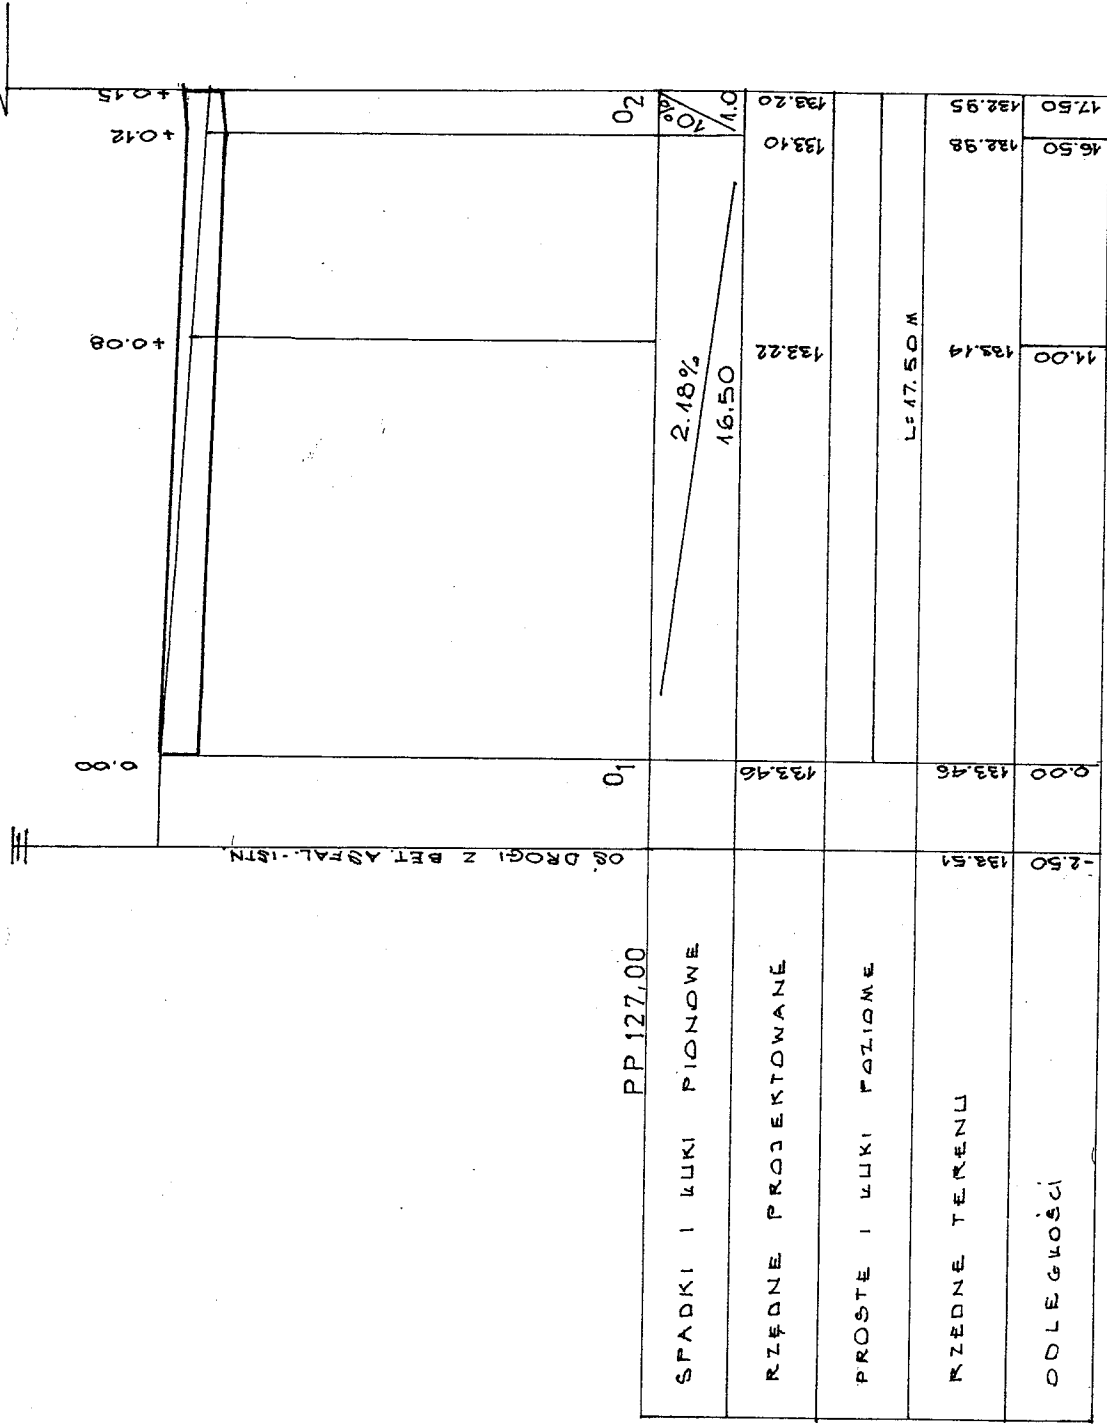 0.00
+0.08
+0.12
+0.15
OŚ DROGI Z BET. ASFAL.-ISTN.
PP 127,00
O1
O2
SPADKI I ŁUKI PIONOWE
2.18%
16.50
10%
1.0
RZĘDNE PROJEKTOWANE
133.46
133.22
133.10
133.20
PROSTE I ŁUKI POZIOME
L=17.50 M
RZEDNE TERENU
133.51
133.46
133.14
132.98
132.95
ODLEGŁOŚCI
-2.50
0.00
11.00
16.50
17.50